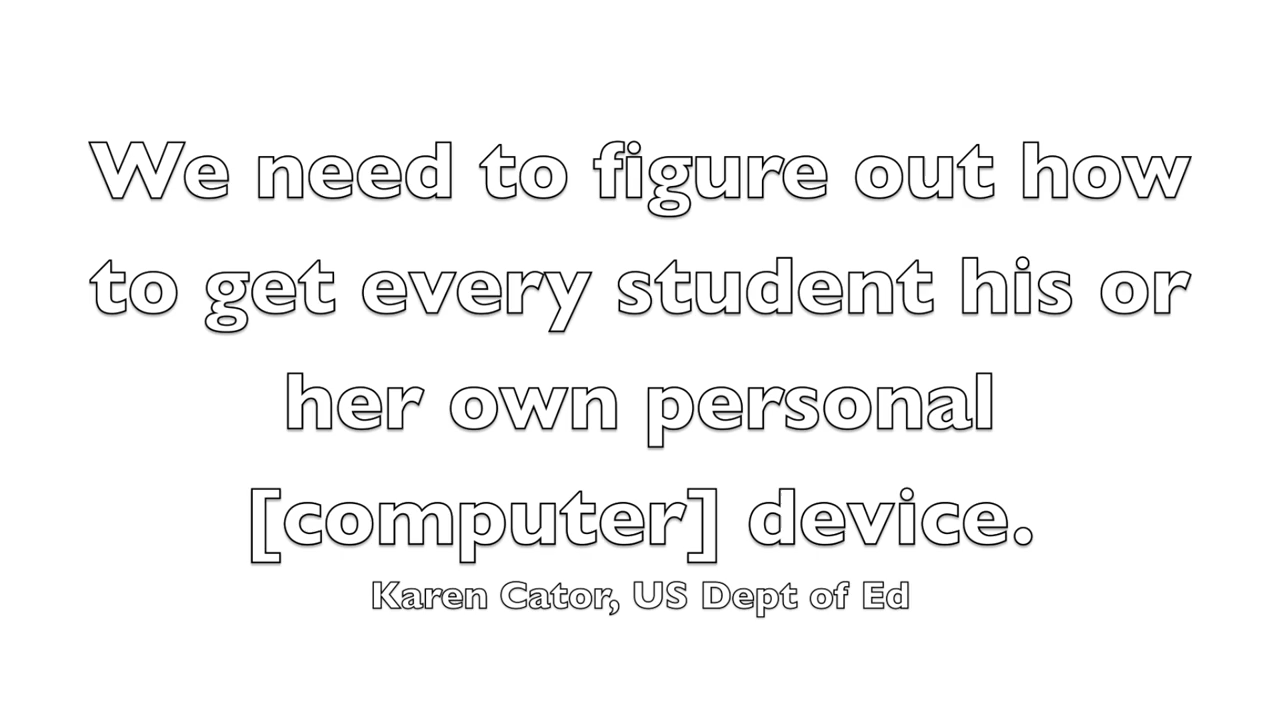 We need to figure out how
to get every student his or
her own personal
[computer] device.
Karen Cator, US Dept of Ed